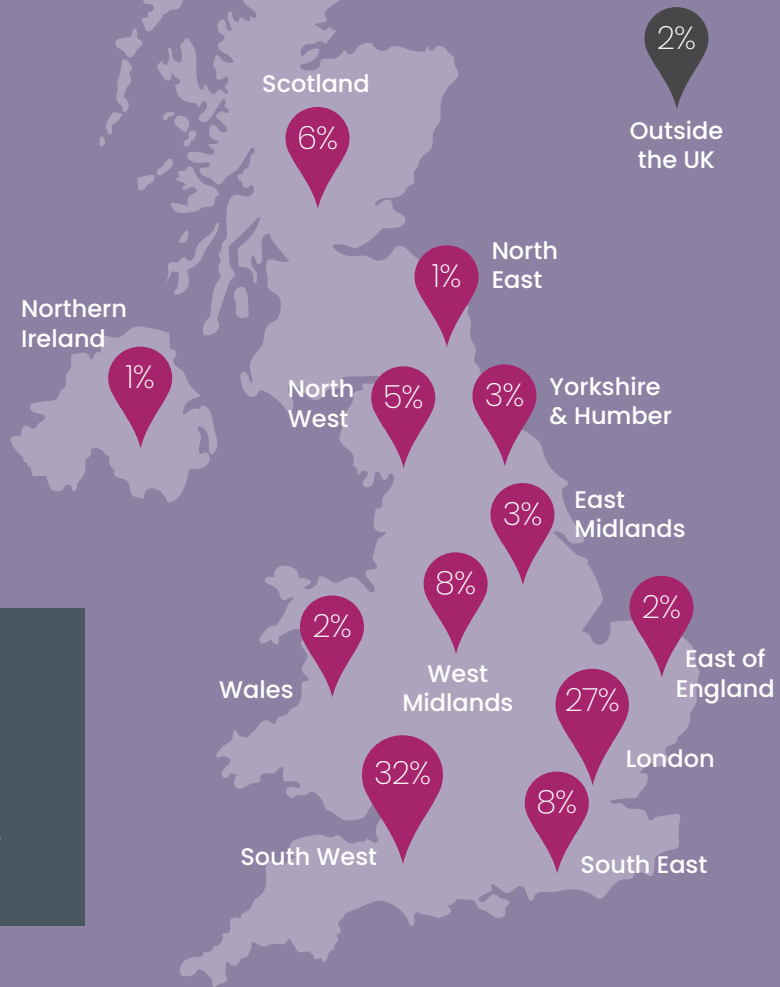 2%
Outside
the UK
Scotland
6%
North
East
1%
Northern
Ireland
1%
North
West
5%
3%
Yorkshire
& Humber
3%
East
Midlands
8%
West
Midlands
2%
Wales
2%
East of
England
27%
London
32%
South West
8%
South East